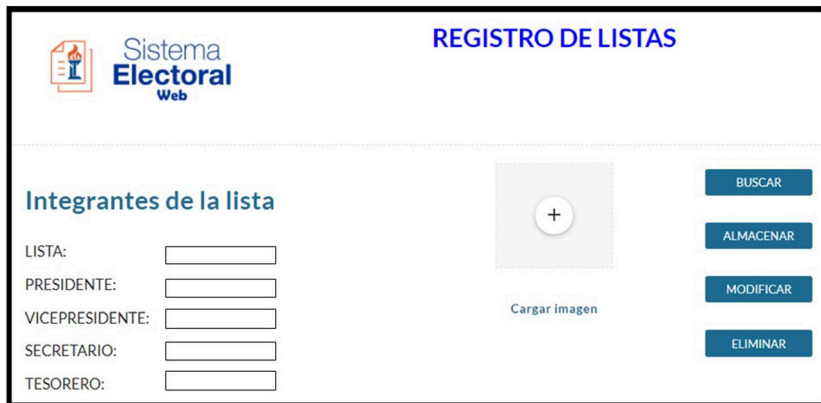 Sistema
Electoral
Web
REGISTRO DE LISTAS
Integrantes de la lista
LISTA:
PRESIDENTE:
VICEPRESIDENTE:
SECRETARIO:
TESORERO:
+
Cargar imagen
BUSCAR
ALMACENAR
MODIFICAR
ELIMINAR